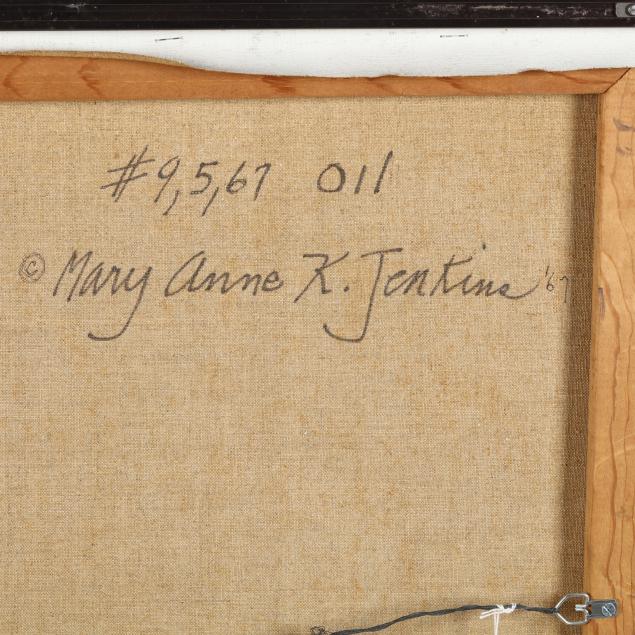 #9,5,67 OIL
© Mary Anne K. Jenkins '67